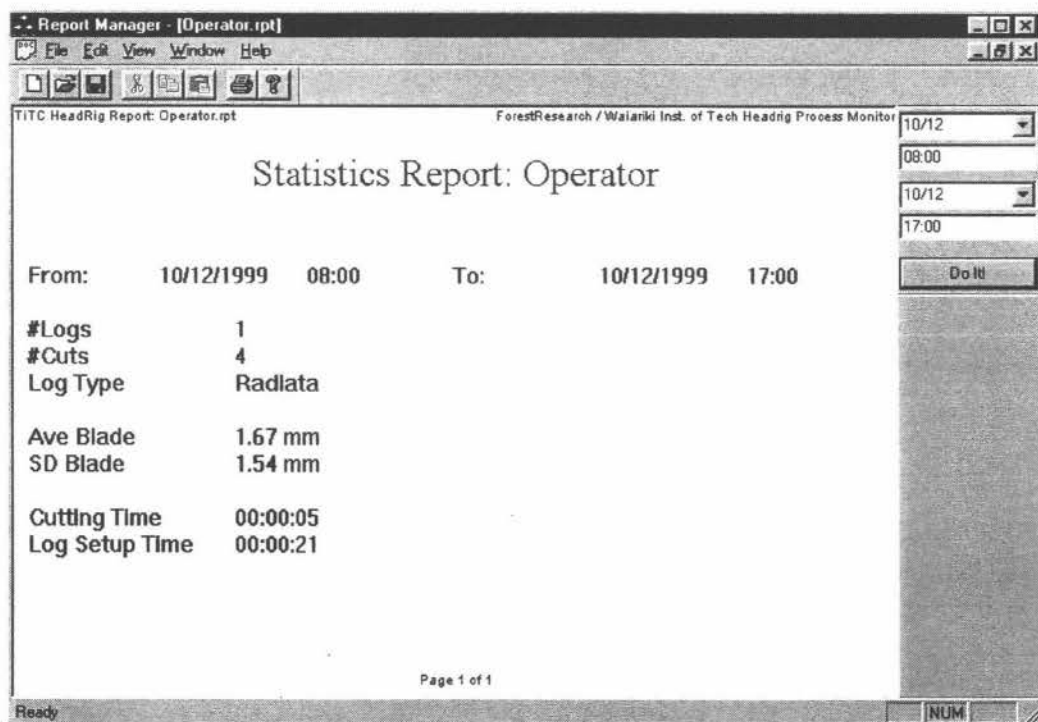 Report Manager - [Operator.rpt]
File Edit View Window Help
TiTC HeadRig Report: Operator.rpt ForestResearch / Waiariki Inst. of Tech Headrig Process Monitor
10/12
08:00
10/12
17:00
Do It!
Statistics Report: Operator
From: 10/12/1999 08:00 To: 10/12/1999 17:00
#Logs 1
#Cuts 4
Log Type Radiata
Ave Blade 1.67 mm
SD Blade 1.54 mm
Cutting Time 00:00:05
Log Setup Time 00:00:21
Page 1 of 1
Ready NUM